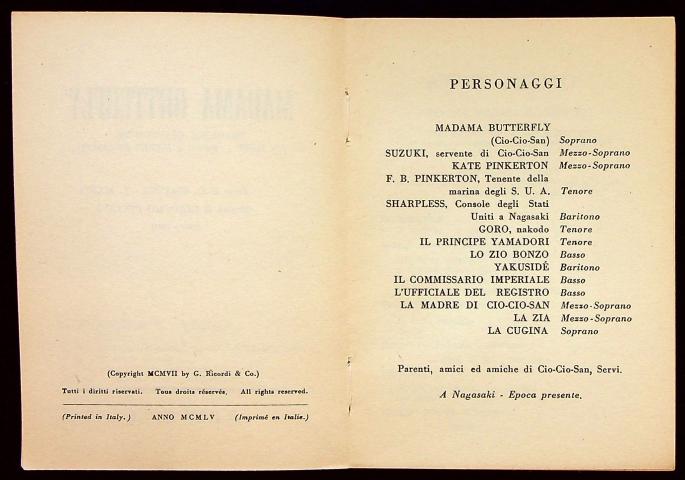 (Copyright MCMVII by G. Ricordi & Co.)
Tutti i diritti riservati. Tous droits réservés. All rights reserved.
(Printed in Italy.) ANNO MCMLV (Imprimé en Italie.)
PERSONAGGI
MADAMA BUTTERFLY
(Cio-Cio-San) Soprano
SUZUKI, servente di Cio-Cio-San Mezzo-Soprano
KATE PINKERTON Mezzo-Soprano
F. B. PINKERTON, Tenente della
marina degli S. U. A. Tenore
SHARPLESS, Console degli Stati
Uniti a Nagasaki Baritono
GORO, nakodo Tenore
IL PRINCIPE YAMADORI Tenore
LO ZIO BONZO Basso
YAKUSIDÉ Baritono
IL COMMISSARIO IMPERIALE Basso
L'UFFICIALE DEL REGISTRO Basso
LA MADRE DI CIO-CIO-SAN Mezzo-Soprano
LA ZIA Mezzo-Soprano
LA CUGINA Soprano
Parenti, amici ed amiche di Cio-Cio-San, Servi.
A Nagasaki - Epoca presente.